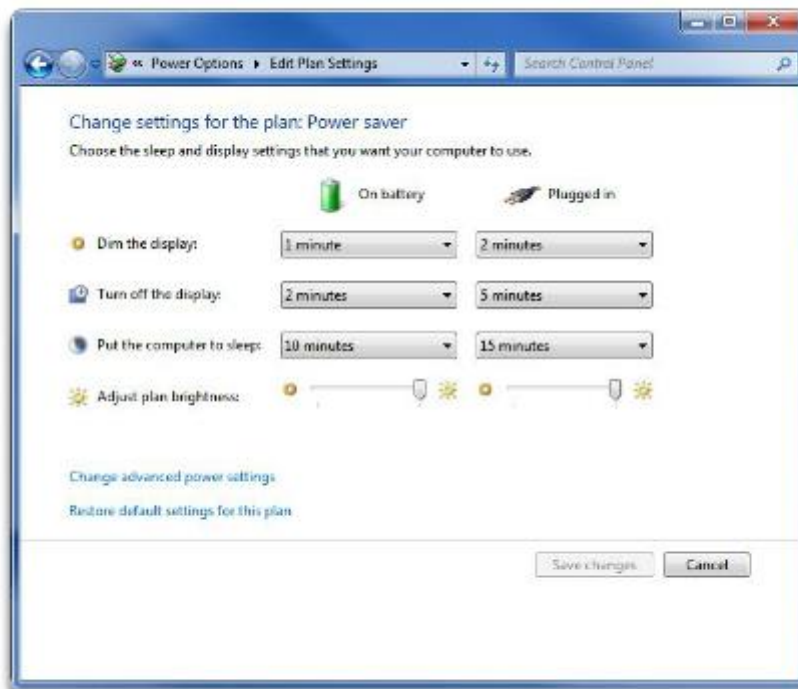 « Power Options ▸ Edit Plan Settings Search Control Panel
Change settings for the plan: Power saver
Choose the sleep and display settings that you want your computer to use.
On battery Plugged in
Dim the display: 1 minute 2 minutes
Turn off the display: 2 minutes 5 minutes
Put the computer to sleep: 10 minutes 15 minutes
Adjust plan brightness:
Change advanced power settings
Restore default settings for this plan
Save changes Cancel